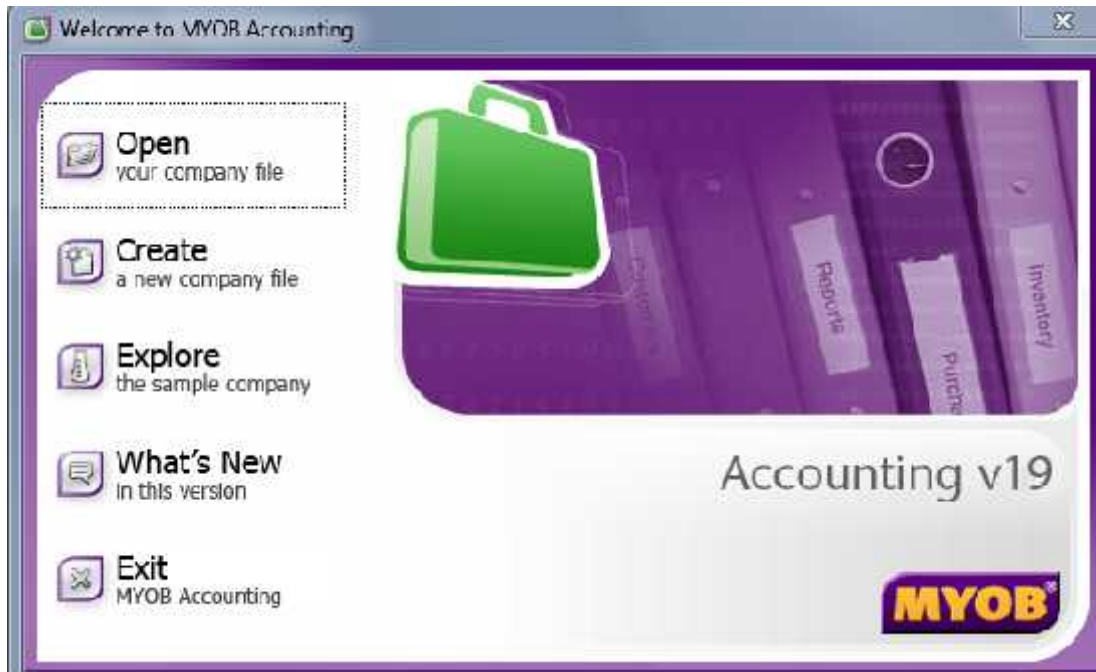 Welcome to MYOB Accounting
Open
your company file
Create
a new company file
Explore
the sample company
What's New
in this version
Exit
MYOB Accounting
Reports
Inventory
Accounting v19
MYOB®